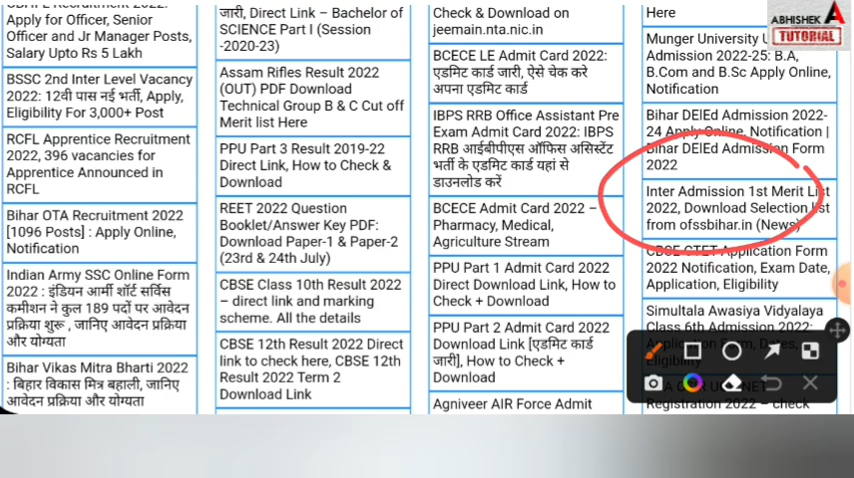 Apply for Officer, Senior
Officer and Jr Manager Posts,
Salary Upto Rs 5 Lakh
BSSC 2nd Inter Level Vacancy
2022: 12वी पास नई भर्ती, Apply,
Eligibility For 3,000+ Post
RCFL Apprentice Recruitment
2022, 396 vacancies for
Apprentice Announced in
RCFL
Bihar OTA Recruitment 2022
[1096 Posts] : Apply Online,
Notification
Indian Army SSC Online Form
2022 : इंडियन आर्मी शॉर्ट सर्विस
कमीशन ने कुल 189 पदों पर आवेदन
प्रक्रिया शुरू , जानिए आवेदन प्रक्रिया
और योग्यता
Bihar Vikas Mitra Bharti 2022
: बिहार विकास मित्र बहाली, जानिए
आवेदन प्रक्रिया और योग्यता
जारी, Direct Link – Bachelor of
SCIENCE Part I (Session
-2020-23)
Assam Rifles Result 2022
(OUT) PDF Download
Technical Group B & C Cut off
Merit list Here
PPU Part 3 Result 2019-22
Direct Link, How to Check &
Download
REET 2022 Question
Booklet/Answer Key PDF:
Download Paper-1 & Paper-2
(23rd & 24th July)
CBSE Class 10th Result 2022
– direct link and marking
scheme. All the details
CBSE 12th Result 2022 Direct
link to check here, CBSE 12th
Result 2022 Term 2
Download Link
Check & Download on
jeemain.nta.nic.in
BCECE LE Admit Card 2022:
एडमिट कार्ड जारी, ऐसे चेक करे
अपना एडमिट कार्ड
IBPS RRB Office Assistant Pre
Exam Admit Card 2022: IBPS
RRB आईबीपीएस ऑफिस असिस्टेंट
भर्ती के एडमिट कार्ड यहां से
डाउनलोड करें
BCECE Admit Card 2022 –
Pharmacy, Medical,
Agriculture Stream
PPU Part 1 Admit Card 2022
Direct Download Link, How to
Check + Download
PPU Part 2 Admit Card 2022
Download Link [एडमिट कार्ड
जारी], How to Check +
Download
Agniveer AIR Force Admit
Here
Munger University
Admission 2022-25: B.A,
B.Com and B.Sc Apply Online,
Notification
Bihar DElEd Admission 2022-
24 Apply Online, Notification |
Bihar DElEd Admission Form
2022
Inter Admission 1st Merit List
2022, Download Selection list
from ofssbihar.in (News)
CBSE CTET Application Form
2022 Notification, Exam Date,
Application, Eligibility
Simultala Awasiya Vidyalaya
Class 6th Admission 2022:
Dates,
Eligibility
Registration 2022 – check
ABHISHEK A
TUTORIAL